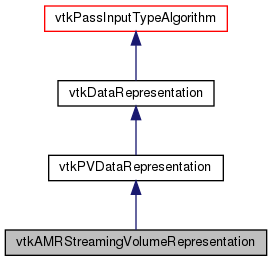 vtkPassInputTypeAlgorithm
vtkDataRepresentation
vtkPVDataRepresentation
vtkAMRStreamingVolumeRepresentation